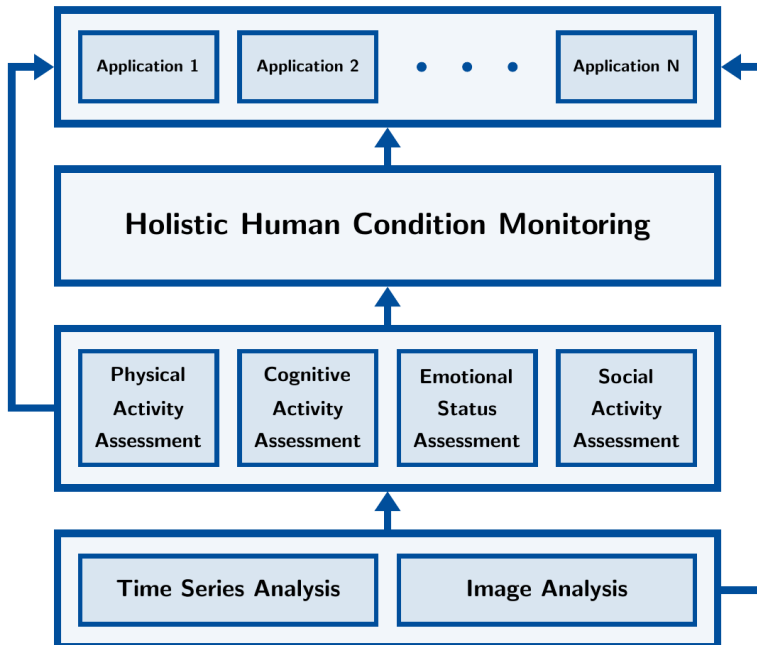 Application 1
Application 2
Application N
Holistic Human Condition Monitoring
Physical
Activity
Assessment
Cognitive
Activity
Assessment
Emotional
Status
Assessment
Social
Activity
Assessment
Time Series Analysis
Image Analysis